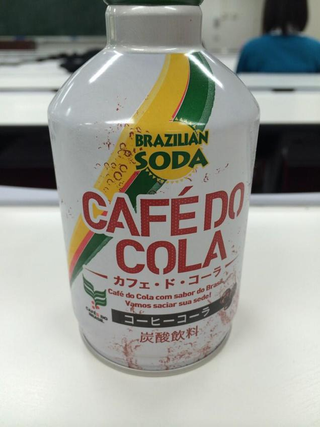 BRAZILIAN
SODA
CAFÉ DO
COLA
カフェ・ド・コーラ
Café do Cola com sabor do Brasil
Vamos saciar sua sede!
コーヒーコーラ
炭酸飲料